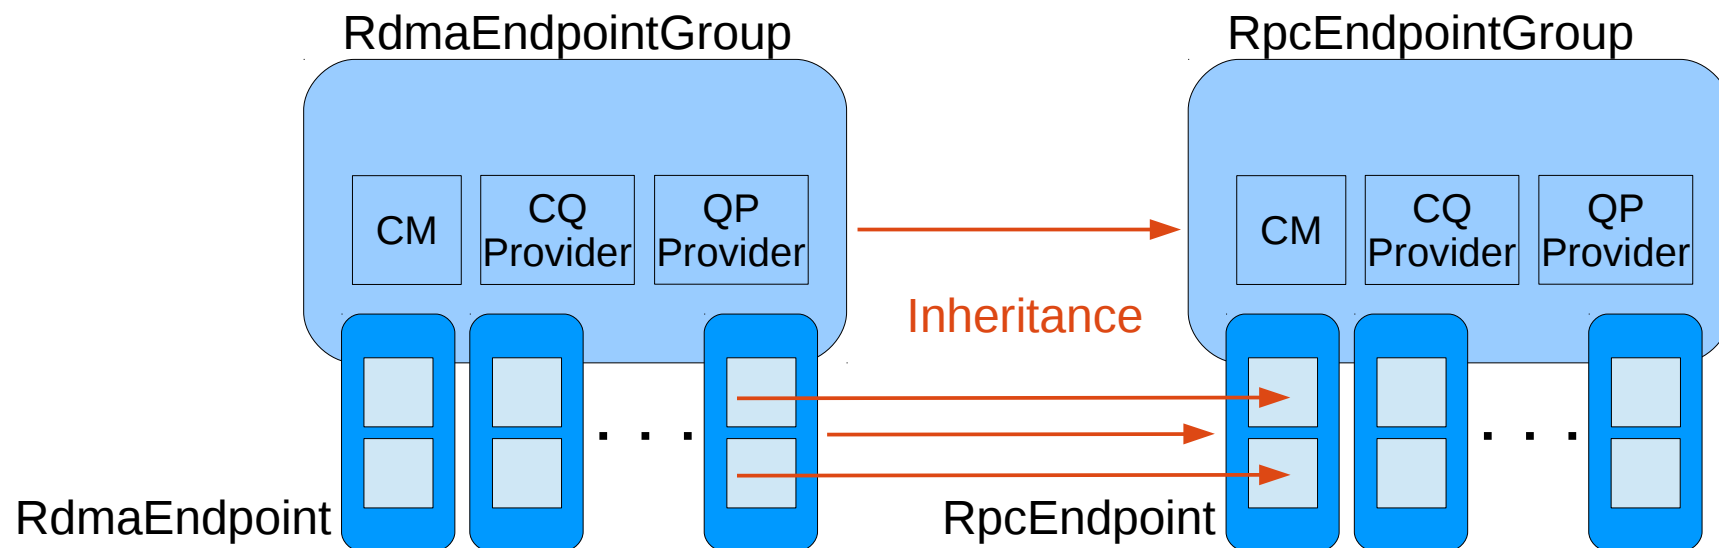 RdmaEndpointGroup
RpcEndpointGroup
CM
CQ
Provider
QP
Provider
CM
CQ
Provider
QP
Provider
Inheritance
. . .
. . .
RdmaEndpoint
RpcEndpoint